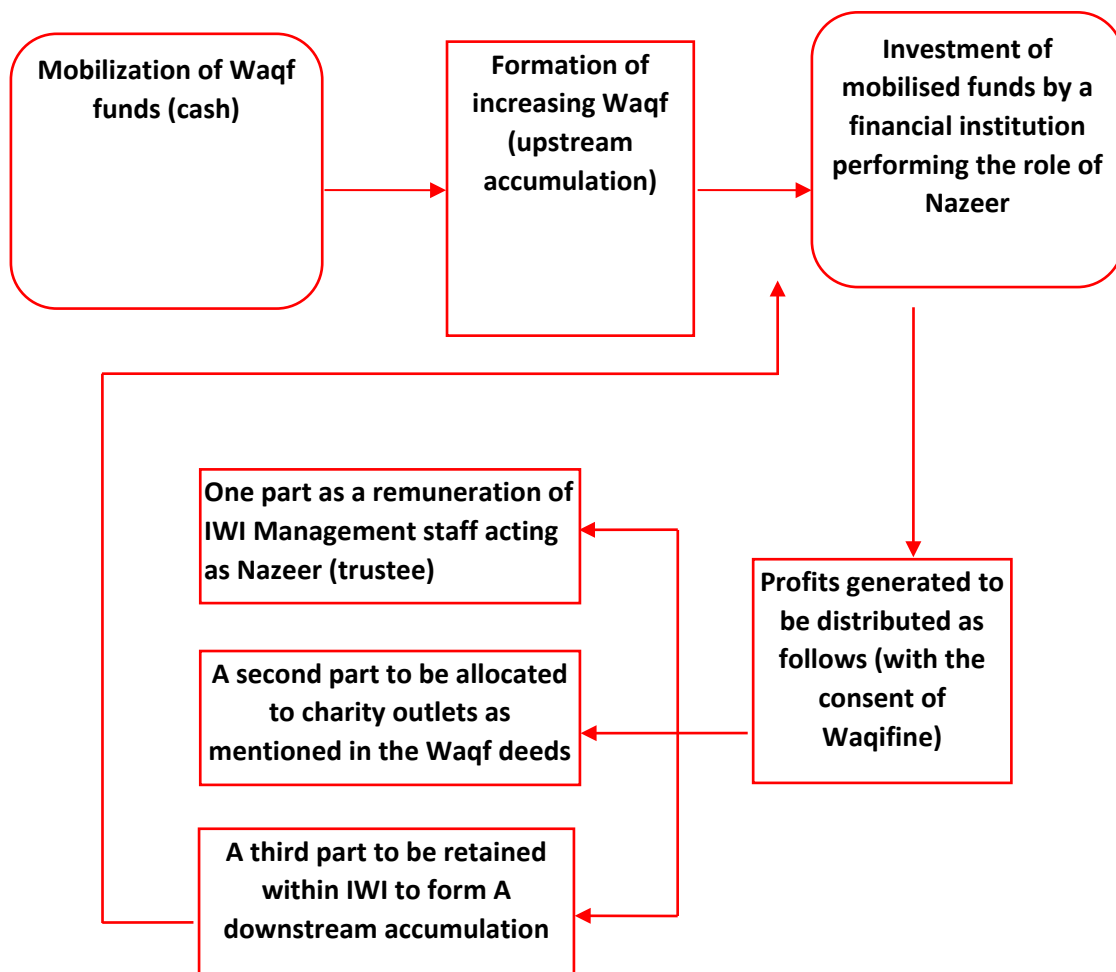 Mobilization of Waqf
funds (cash)
Formation of
increasing Waqf
(upstream
accumulation)
Investment of
mobilised funds by a
financial institution
performing the role of
Nazeer
One part as a remuneration of
IWI Management staff acting
as Nazeer (trustee)
Profits generated to
be distributed as
follows (with the
consent of
Waqifine)
A second part to be allocated
to charity outlets as
mentioned in the Waqf deeds
A third part to be retained
within IWI to form A
downstream accumulation